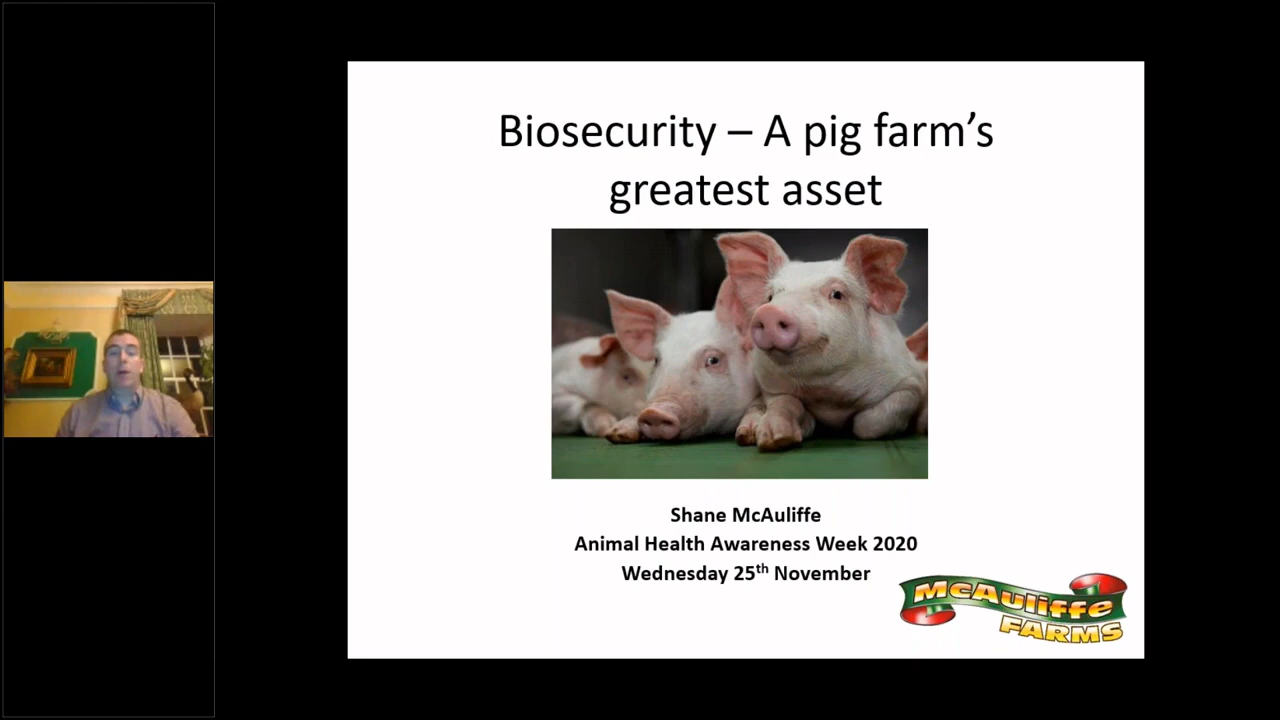 Biosecurity – A pig farm’s
greatest asset
Shane McAuliffe
Animal Health Awareness Week 2020
Wednesday 25th November
McAuliffe
FARMS